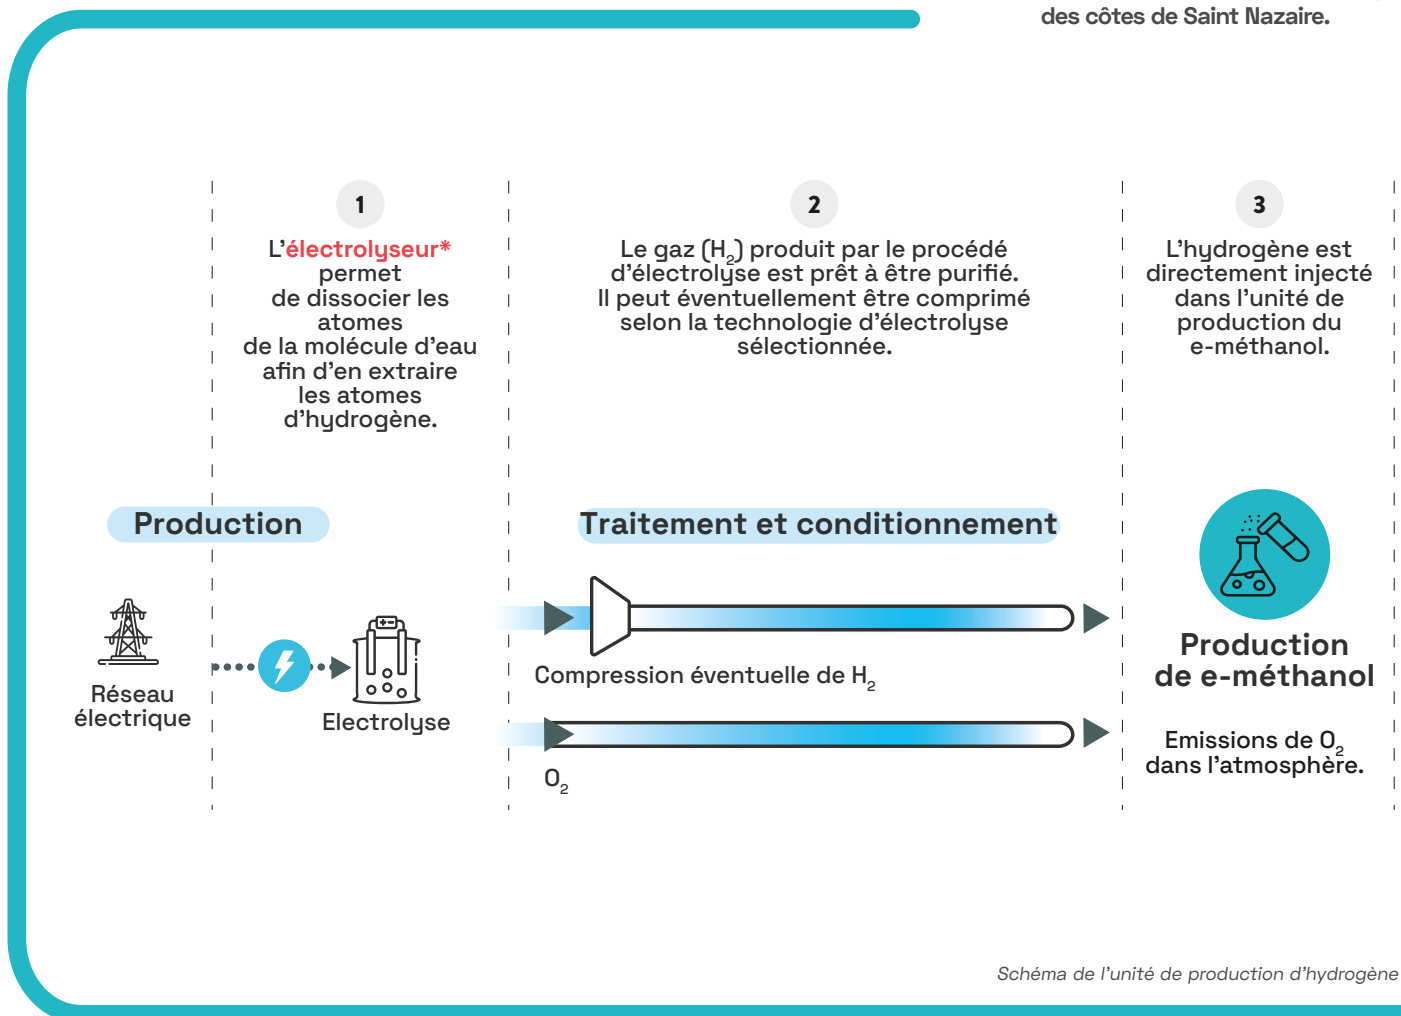 des côtes de Saint Nazaire.
1
L'électrolyseur*
permet
de dissocier les
atomes
de la molécule d'eau
afin d'en extraire
les atomes
d'hydrogène.
2
Le gaz (H₂) produit par le procédé
d'électrolyse est prêt à être purifié.
Il peut éventuellement être comprimé
selon la technologie d'électrolyse
sélectionnée.
3
L'hydrogène est
directement injecté
dans l'unité de
production du
e-méthanol.
Production
Traitement et conditionnement
Réseau
électrique
Electrolyse
Compression éventuelle de H₂
O₂
Production
de e-méthanol
Emissions de O₂
dans l'atmosphère.
Schéma de l'unité de production d'hydrogène